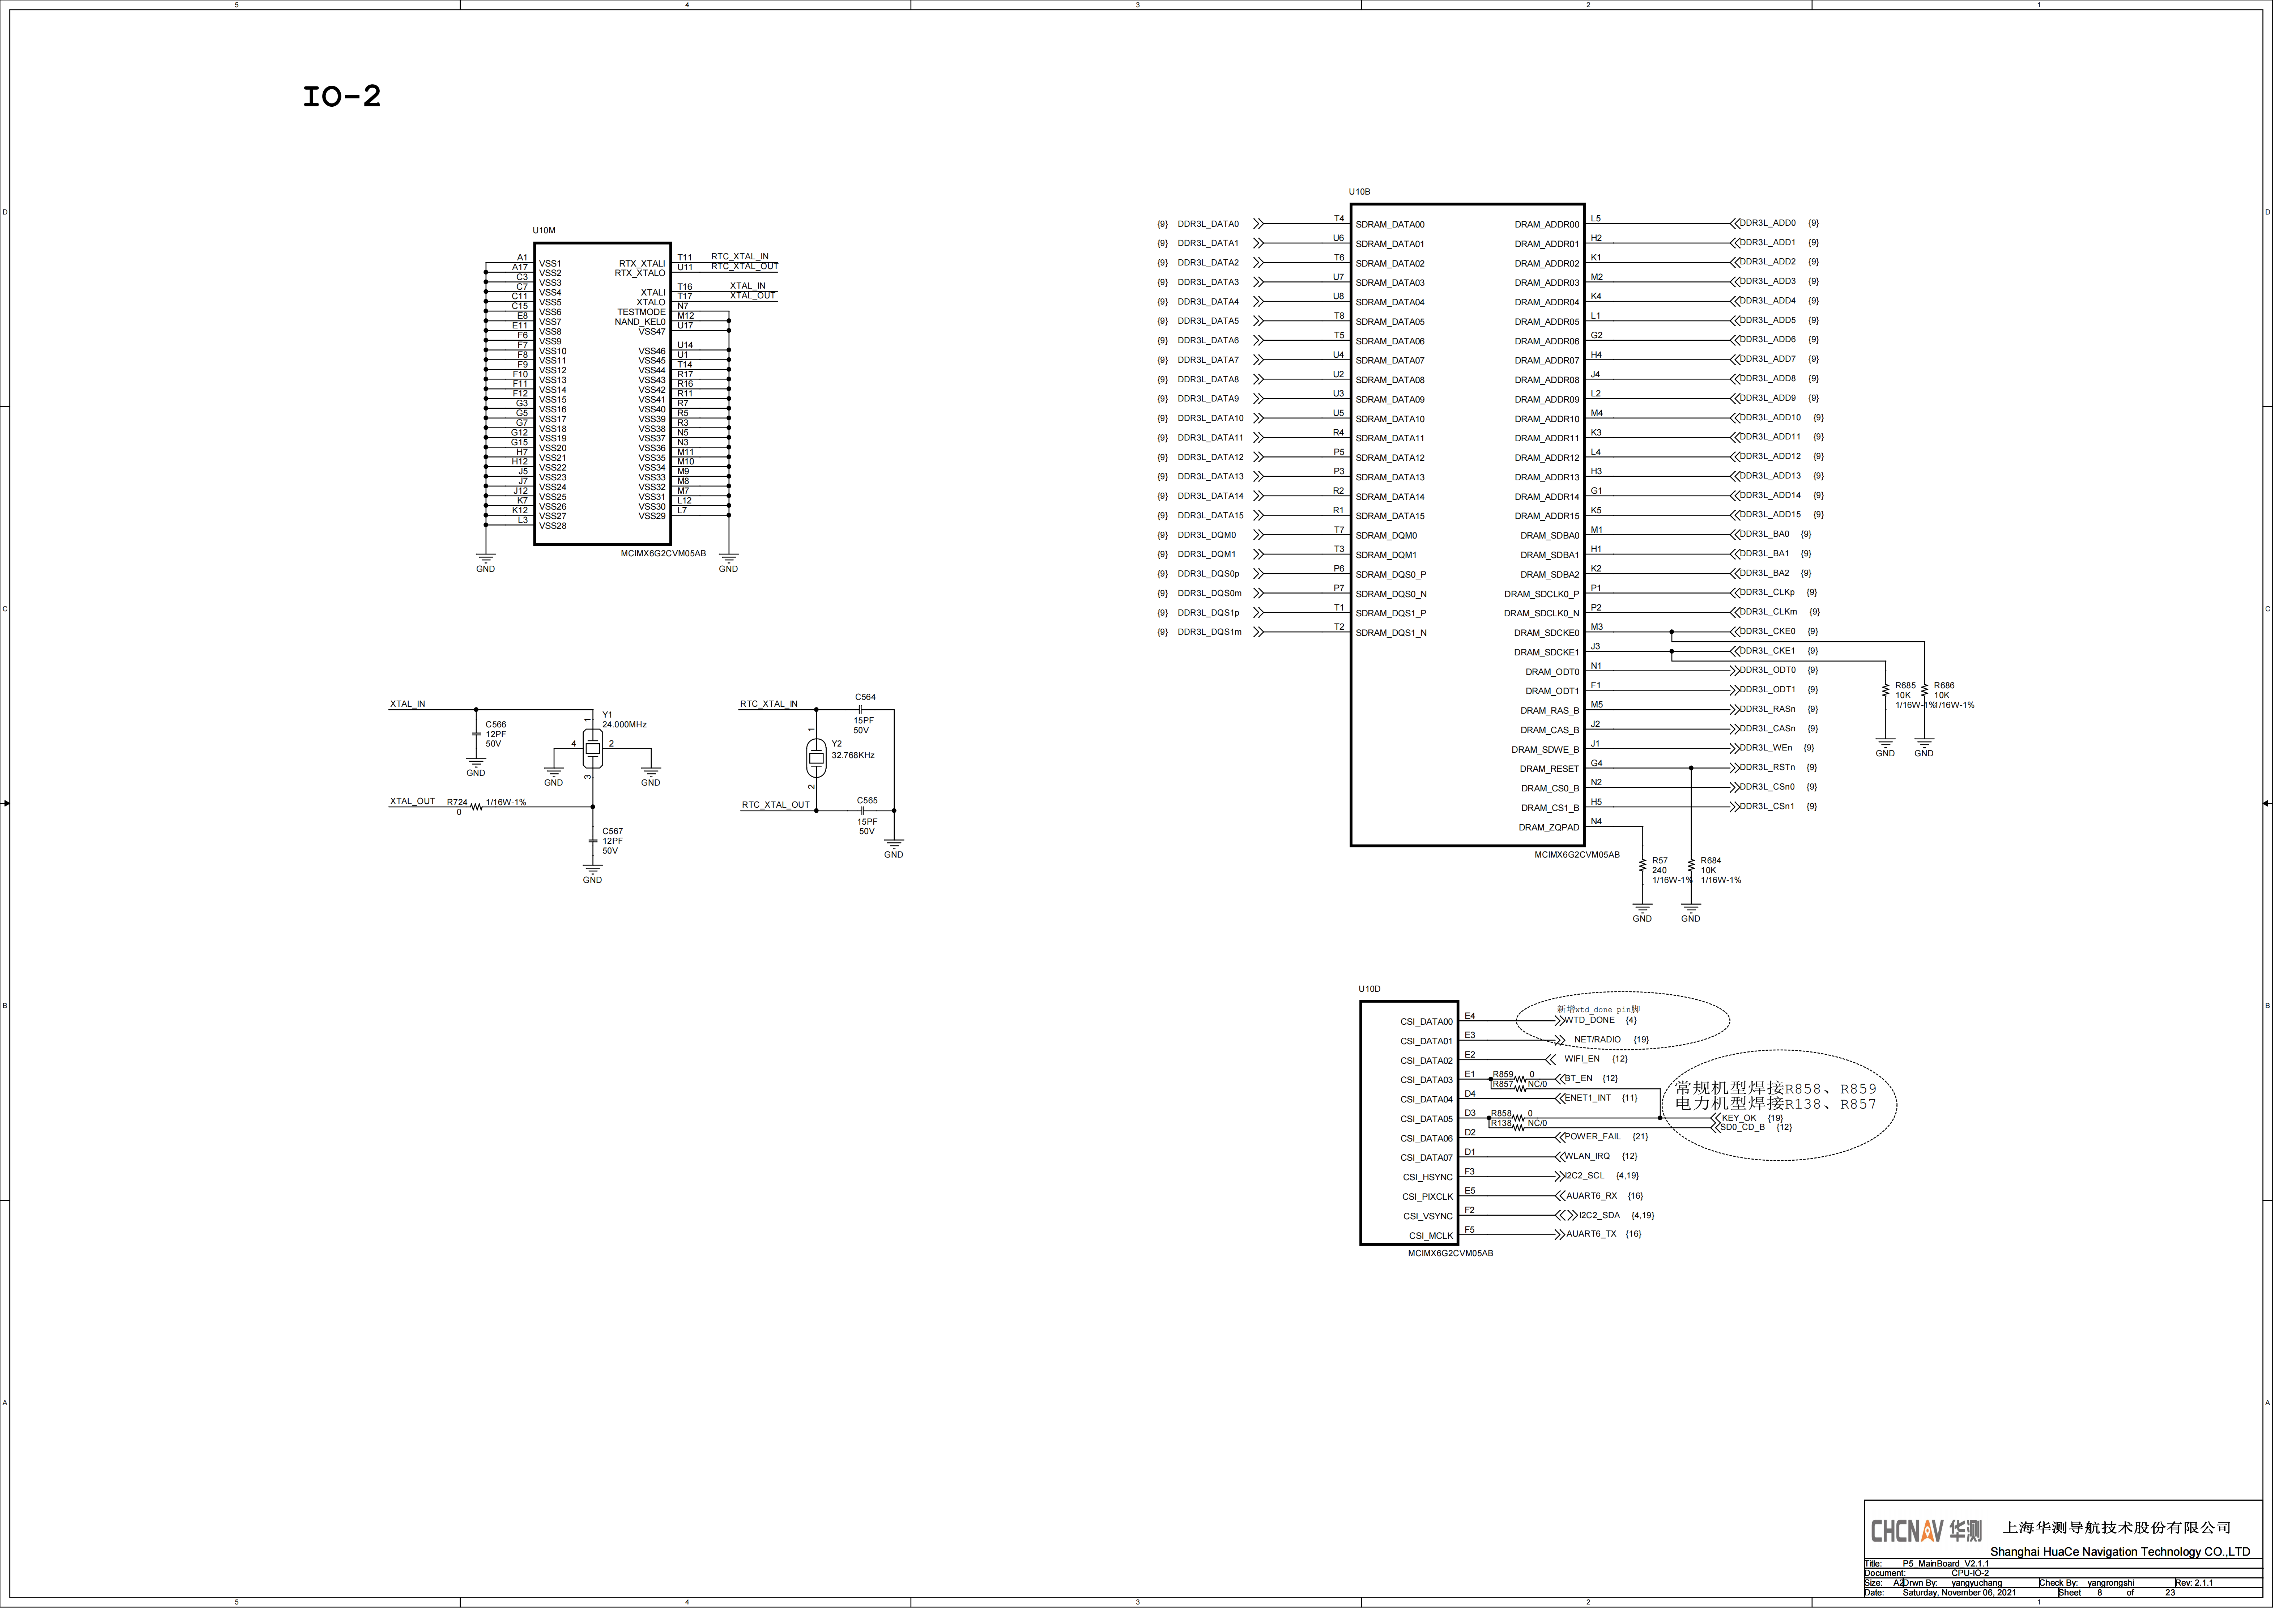 5 4 3 2 1
IO-2
U10M
A1 VSS1
A17 VSS2
C3 VSS3
C7 VSS4
C11 VSS5
C15 VSS6
E8 VSS7
E11 VSS8
F6 VSS9
F7 VSS10
F8 VSS11
F9 VSS12
F10 VSS13
F11 VSS14
F12 VSS15
G3 VSS16
G5 VSS17
G7 VSS18
G12 VSS19
G15 VSS20
H7 VSS21
H12 VSS22
J5 VSS23
J7 VSS24
J12 VSS25
K7 VSS26
K12 VSS27
L3 VSS28
RTX_XTALI T11 RTC_XTAL_IN
RTX_XTALO U11 RTC_XTAL_OUT
XTALI T16 XTAL_IN
XTALO T17 XTAL_OUT
TESTMODE N7
NAND_KEL0 M12
VSS47 U17
VSS46 U14
VSS45 U1
VSS44 T14
VSS43 R17
VSS42 R16
VSS41 R11
VSS40 R7
VSS39 R5
VSS38 R3
VSS37 N5
VSS36 N3
VSS35 M11
VSS34 M10
VSS33 M9
VSS32 M8
VSS31 M7
VSS30 L12
VSS29 L7
MCIMX6G2CVM05AB
GND
GND
XTAL_IN
C566
12PF
50V
GND
Y1
24.000MHz
1
4 2
3
GND
GND
XTAL_OUT R724 1/16W-1%
0
C567
12PF
50V
GND
RTC_XTAL_IN
C564
15PF
50V
1
Y2
32.768KHz
2
RTC_XTAL_OUT
C565
15PF
50V
GND
U10B
{9} DDR3L_DATA0 T4 SDRAM_DATA00
{9} DDR3L_DATA1 U6 SDRAM_DATA01
{9} DDR3L_DATA2 T6 SDRAM_DATA02
{9} DDR3L_DATA3 U7 SDRAM_DATA03
{9} DDR3L_DATA4 U8 SDRAM_DATA04
{9} DDR3L_DATA5 T8 SDRAM_DATA05
{9} DDR3L_DATA6 T5 SDRAM_DATA06
{9} DDR3L_DATA7 U4 SDRAM_DATA07
{9} DDR3L_DATA8 U2 SDRAM_DATA08
{9} DDR3L_DATA9 U3 SDRAM_DATA09
{9} DDR3L_DATA10 U5 SDRAM_DATA10
{9} DDR3L_DATA11 R4 SDRAM_DATA11
{9} DDR3L_DATA12 P5 SDRAM_DATA12
{9} DDR3L_DATA13 P3 SDRAM_DATA13
{9} DDR3L_DATA14 R2 SDRAM_DATA14
{9} DDR3L_DATA15 R1 SDRAM_DATA15
{9} DDR3L_DQM0 T7 SDRAM_DQM0
{9} DDR3L_DQM1 T3 SDRAM_DQM1
{9} DDR3L_DQS0p P6 SDRAM_DQS0_P
{9} DDR3L_DQS0m P7 SDRAM_DQS0_N
{9} DDR3L_DQS1p T1 SDRAM_DQS1_P
{9} DDR3L_DQS1m T2 SDRAM_DQS1_N
DRAM_ADDR00 L5 DDR3L_ADD0 {9}
DRAM_ADDR01 H2 DDR3L_ADD1 {9}
DRAM_ADDR02 K1 DDR3L_ADD2 {9}
DRAM_ADDR03 M2 DDR3L_ADD3 {9}
DRAM_ADDR04 K4 DDR3L_ADD4 {9}
DRAM_ADDR05 L1 DDR3L_ADD5 {9}
DRAM_ADDR06 G2 DDR3L_ADD6 {9}
DRAM_ADDR07 H4 DDR3L_ADD7 {9}
DRAM_ADDR08 J4 DDR3L_ADD8 {9}
DRAM_ADDR09 L2 DDR3L_ADD9 {9}
DRAM_ADDR10 M4 DDR3L_ADD10 {9}
DRAM_ADDR11 K3 DDR3L_ADD11 {9}
DRAM_ADDR12 L4 DDR3L_ADD12 {9}
DRAM_ADDR13 H3 DDR3L_ADD13 {9}
DRAM_ADDR14 G1 DDR3L_ADD14 {9}
DRAM_ADDR15 K5 DDR3L_ADD15 {9}
DRAM_SDBA0 M1 DDR3L_BA0 {9}
DRAM_SDBA1 H1 DDR3L_BA1 {9}
DRAM_SDBA2 K2 DDR3L_BA2 {9}
DRAM_SDCLK0_P P1 DDR3L_CLKp {9}
DRAM_SDCLK0_N P2 DDR3L_CLKm {9}
DRAM_SDCKE0 M3 DDR3L_CKE0 {9}
DRAM_SDCKE1 J3 DDR3L_CKE1 {9}
DRAM_ODT0 N1 DDR3L_ODT0 {9}
DRAM_ODT1 F1 DDR3L_ODT1 {9}
DRAM_RAS_B M5 DDR3L_RASn {9}
DRAM_CAS_B J2 DDR3L_CASn {9}
DRAM_SDWE_B J1 DDR3L_WEn {9}
DRAM_RESET G4 DDR3L_RSTn {9}
DRAM_CS0_B N2 DDR3L_CSn0 {9}
DRAM_CS1_B H5 DDR3L_CSn1 {9}
DRAM_ZQPAD N4
MCIMX6G2CVM05AB
R685
10K
1/16W-1%
GND
R686
10K
1/16W-1%
GND
R57
240
1/16W-1%
GND
R684
10K
1/16W-1%
GND
U10D
新增wtd_done pin脚
CSI_DATA00 E4 WTD_DONE {4}
CSI_DATA01 E3 NET/RADIO {19}
CSI_DATA02 E2 WIFI_EN {12}
CSI_DATA03 E1 R859 0 BT_EN {12}
R857 NC/0
CSI_DATA04 D4 ENET1_INT {11}
CSI_DATA05 D3 R858 0 KEY_OK {19}
R138 NC/0 SD0_CD_B {12}
CSI_DATA06 D2 POWER_FAIL {21}
CSI_DATA07 D1 WLAN_IRQ {12}
CSI_HSYNC F3 I2C2_SCL {4,19}
CSI_PIXCLK E5 AUART6_RX {16}
CSI_VSYNC F2 I2C2_SDA {4,19}
CSI_MCLK F5 AUART6_TX {16}
MCIMX6G2CVM05AB
常规机型焊接R858、R859
电力机型焊接R138、R857
D D
C C
B B
A A
CHCNAV 华测 上海华测导航技术股份有限公司
Shanghai HuaCe Navigation Technology CO.,LTD
Title: P5_MainBoard_V2.1.1
Document: CPU-IO-2
Size: A2 Drwn By: yangyuchang Check By: yangrongshi Rev: 2.1.1
Date: Saturday, November 06, 2021 Sheet 8 of 23
5 4 3 2 1